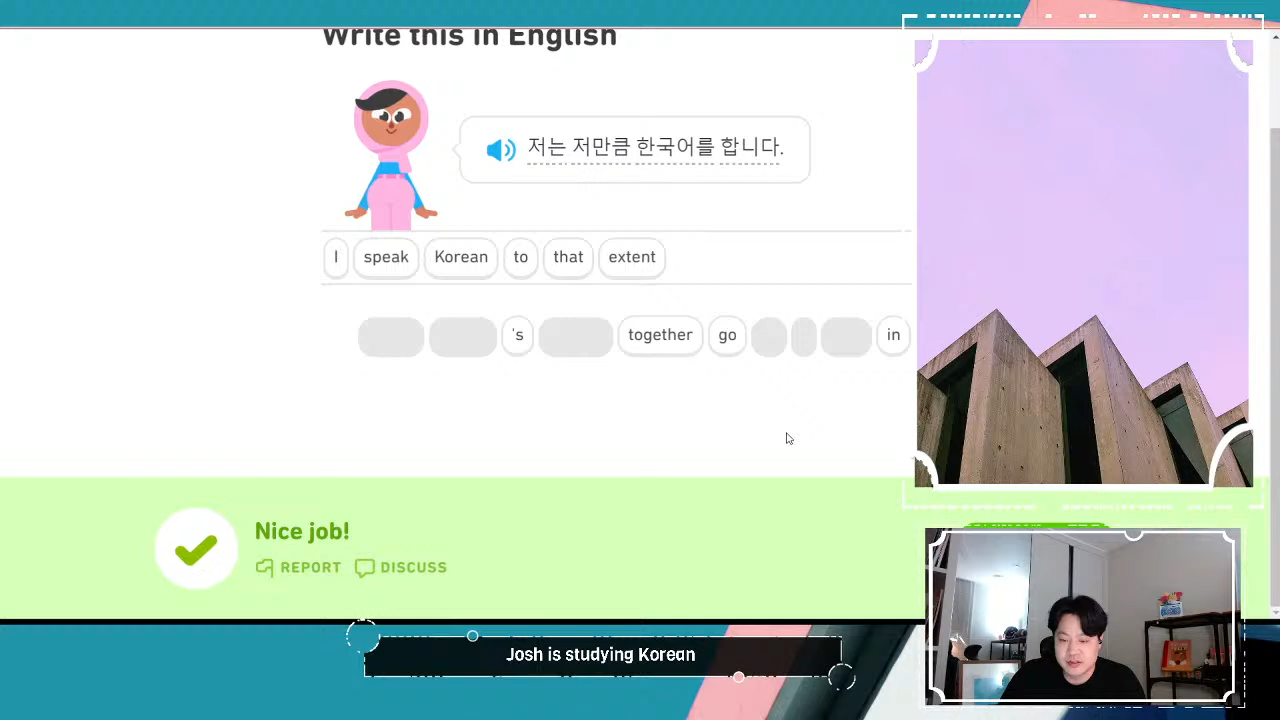 Write this in English
저는 저만큼 한국어를 합니다.
I speak Korean to that extent
's together go in
Nice job!
REPORT DISCUSS
Josh is studying Korean